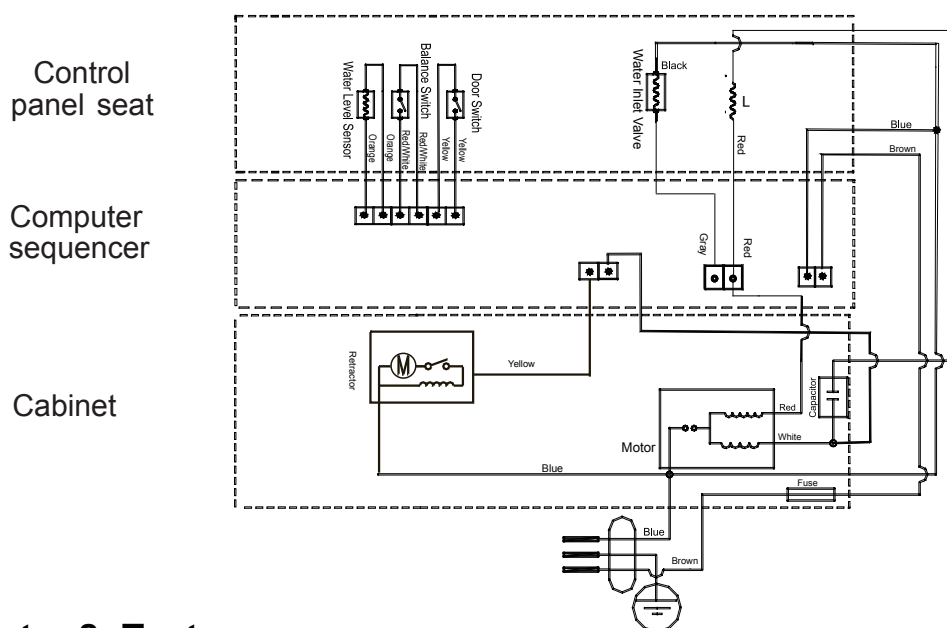 Control
panel seat
Computer
sequencer
Cabinet
Water Level Sensor
Balance Switch
Door Switch
Orange
Orange
Red/White
Red/White
Yellow
Yellow
Water Inlet Valve
Black
L
Red
Blue
Brown
Gray
Red
Retractor
M
Yellow
Motor
Red
White
Capacitor
Blue
Fuse
Blue
Brown